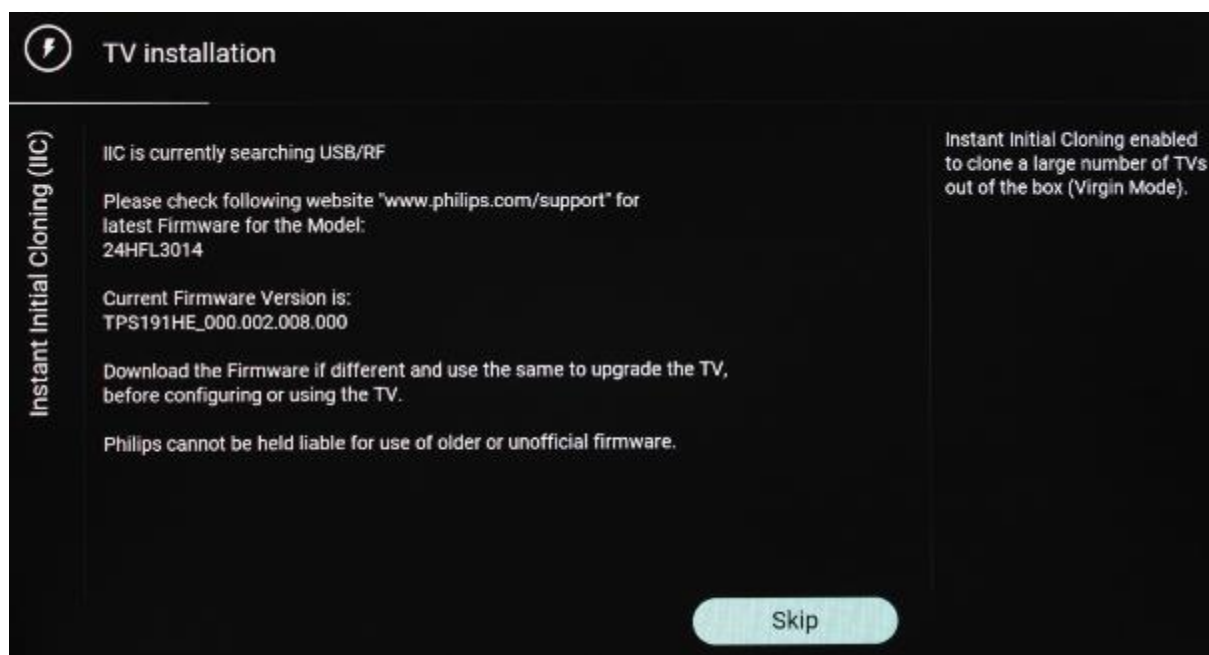 TV installation
Instant Initial Cloning (IIC)
IIC is currently searching USB/RF
Please check following website "www.philips.com/support" for
latest Firmware for the Model:
24HFL3014
Current Firmware Version is:
TPS191HE_000.002.008.000
Download the Firmware if different and use the same to upgrade the TV,
before configuring or using the TV.
Philips cannot be held liable for use of older or unofficial firmware.
Skip
Instant Initial Cloning enabled
to clone a large number of TVs
out of the box (Virgin Mode).